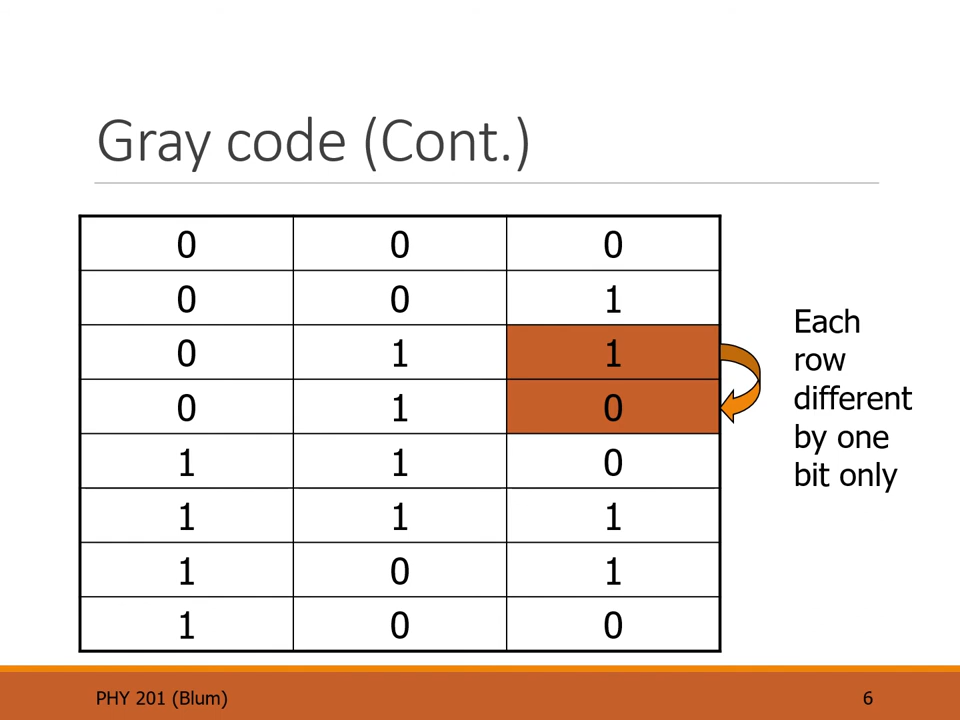 Gray code (Cont.)
0 0 0
0 0 1
0 1 1
0 1 0
1 1 0
1 1 1
1 0 1
1 0 0
Each
row
different
by one
bit only
PHY 201 (Blum)
6